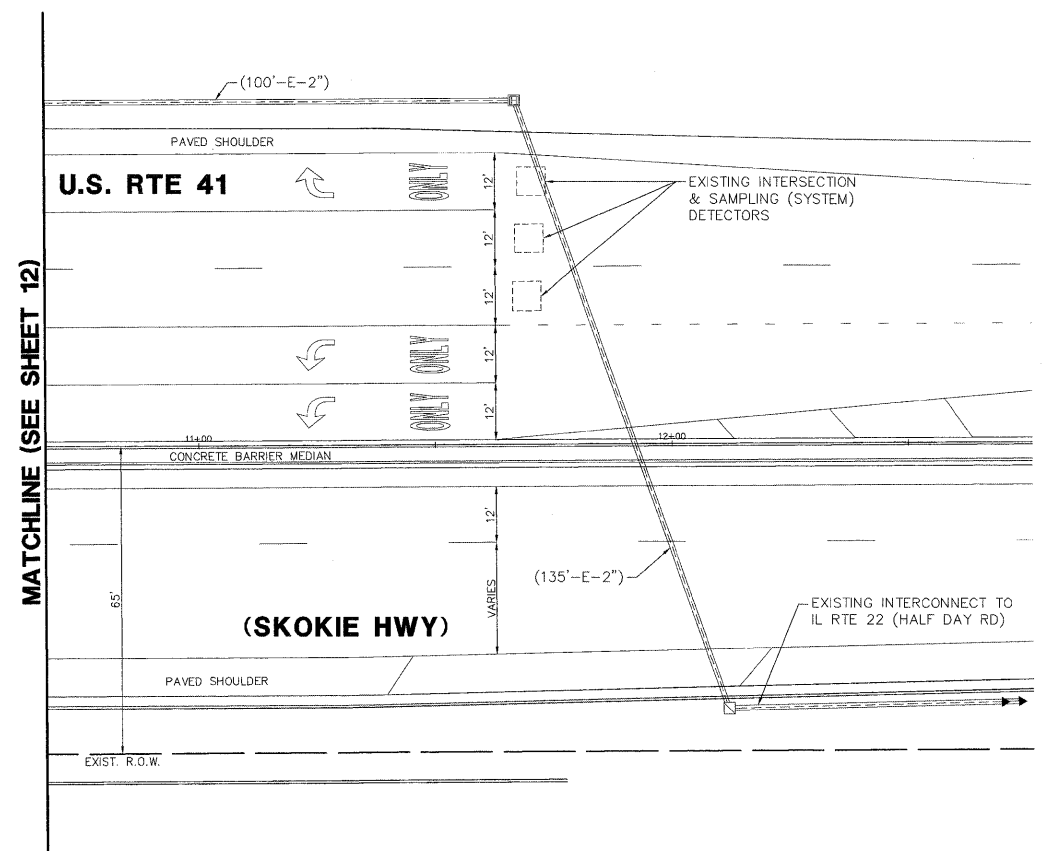 (100'-E-2")
PAVED SHOULDER
U.S. RTE 41
ONLY
12'
EXISTING INTERSECTION
& SAMPLING (SYSTEM)
DETECTORS
12'
12'
MATCHLINE (SEE SHEET 12)
ONLY
12'
ONLY
12'
11+00
12+00
CONCRETE BARRIER MEDIAN
12'
(135'-E-2")
65'
VARIES
EXISTING INTERCONNECT TO
IL RTE 22 (HALF DAY RD)
(SKOKIE HWY)
PAVED SHOULDER
EXIST. R.O.W.